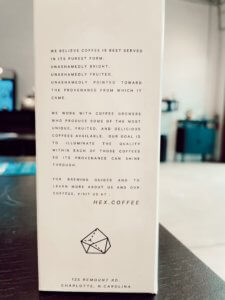 WE BELIEVE COFFEE IS BEST SERVED
IN ITS PUREST FORM.
UNASHAMEDLY BRIGHT.
UNASHAMEDLY FRUITED.
UNASHAMEDLY POINTED TOWARD
THE PROVENANCE FROM WHICH IT
CAME.
WE WORK WITH COFFEE GROWERS
WHO PRODUCE SOME OF THE MOST
UNIQUE, FRUITED, AND DELICIOUS
COFFEES AVAILABLE. OUR GOAL IS
TO ILLUMINATE THE QUALITY
WITHIN EACH OF THOSE COFFEES
SO ITS PROVENANCE CAN SHINE
THROUGH.
FOR BREWING GUIDES AND TO
LEARN MORE ABOUT US AND OUR
COFFEES, VISIT US AT:
HEX.COFFEE
125 REMOUNT RD.
CHARLOTTE, N.CAROLINA